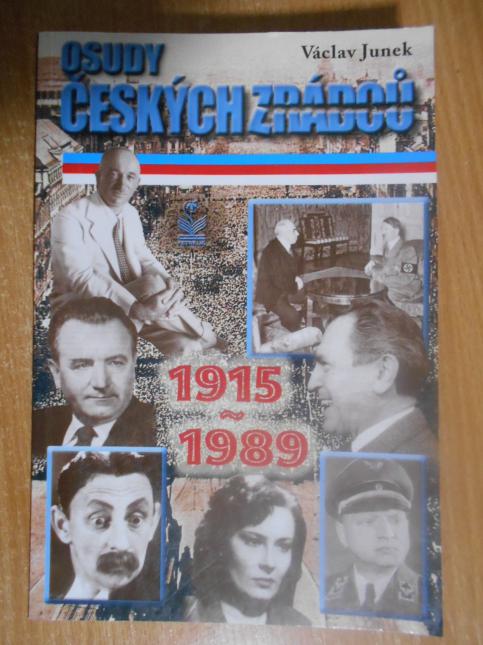 Václav Junek
OSUDY
ČESKÝCH ZRÁDCŮ
1915
~
1989